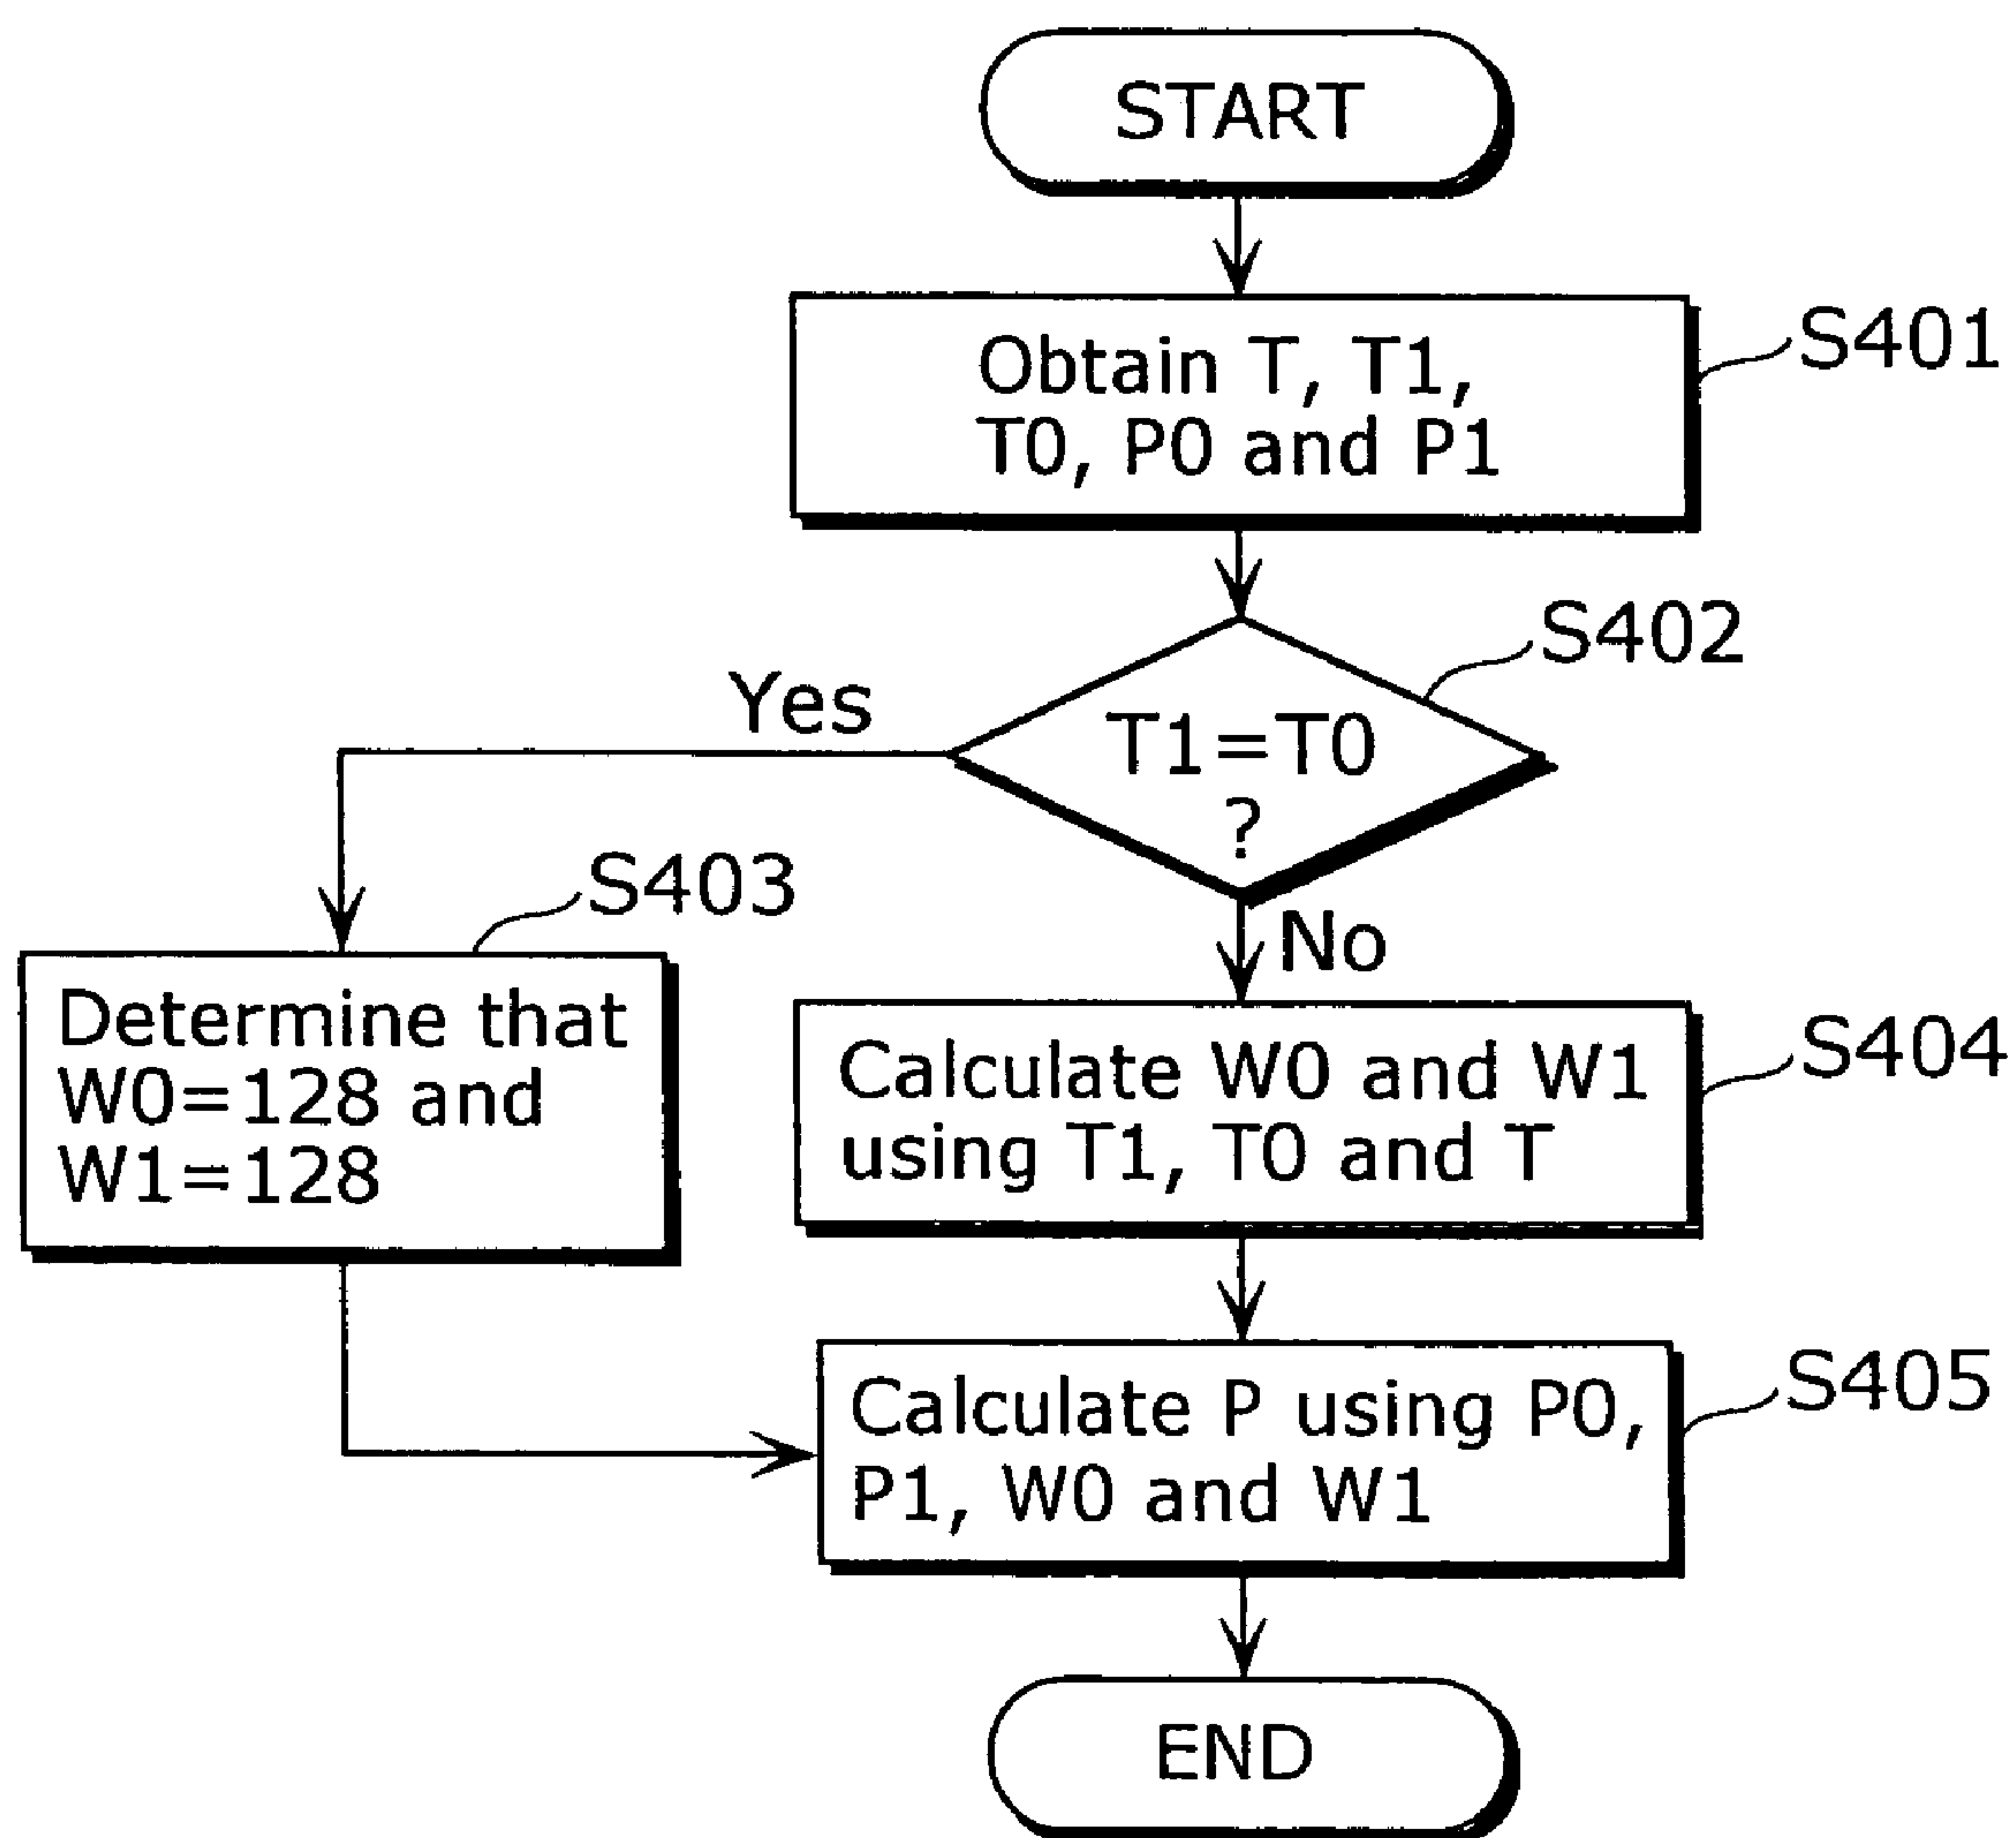 START
Obtain T, T1,
T0, P0 and P1
S401
T1=T0
?
S402
Yes
No
Determine that
W0=128 and
W1=128
S403
Calculate W0 and W1
using T1, T0 and T
S404
Calculate P using P0,
P1, W0 and W1
S405
END